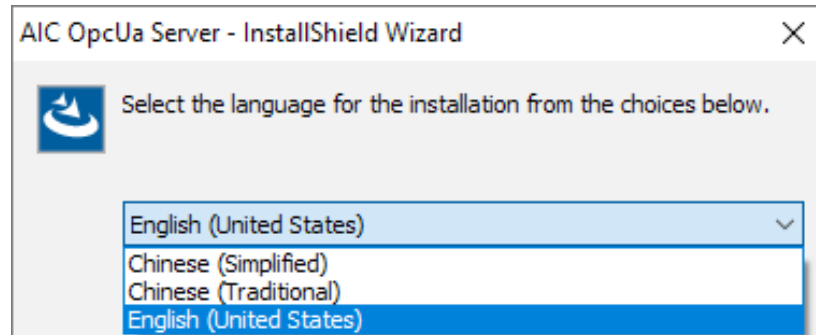 AIC OpcUa Server - InstallShield Wizard
Select the language for the installation from the choices below.
English (United States)
Chinese (Simplified)
Chinese (Traditional)
English (United States)